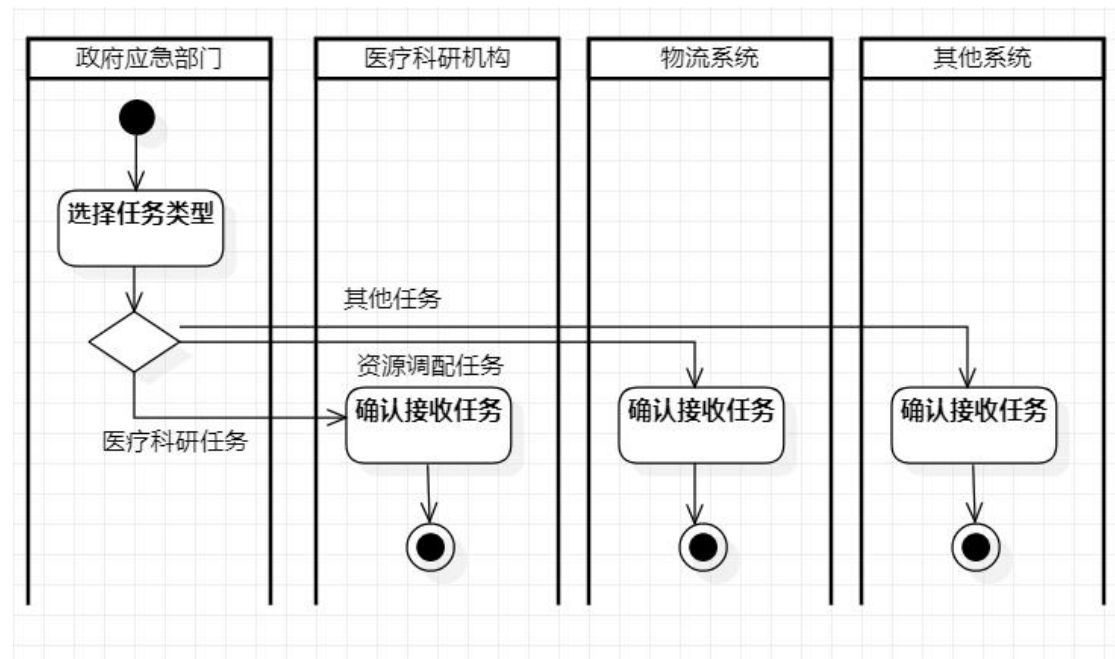 政府应急部门
医疗科研机构
物流系统
其他系统
选择任务类型
其他任务
资源调配任务
确认接收任务
确认接收任务
确认接收任务
医疗科研任务